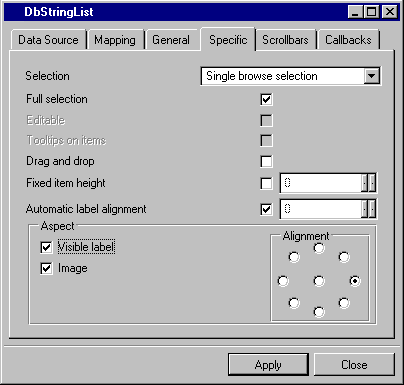 DbStringList
Data Source Mapping General Specific Scrollbars Callbacks
Selection Single browse selection
Full selection
Editable
Tooltips on items
Drag and drop
Fixed item height 0
Automatic label alignment 0
Aspect
Alignment
Visible label
Image
Apply Close